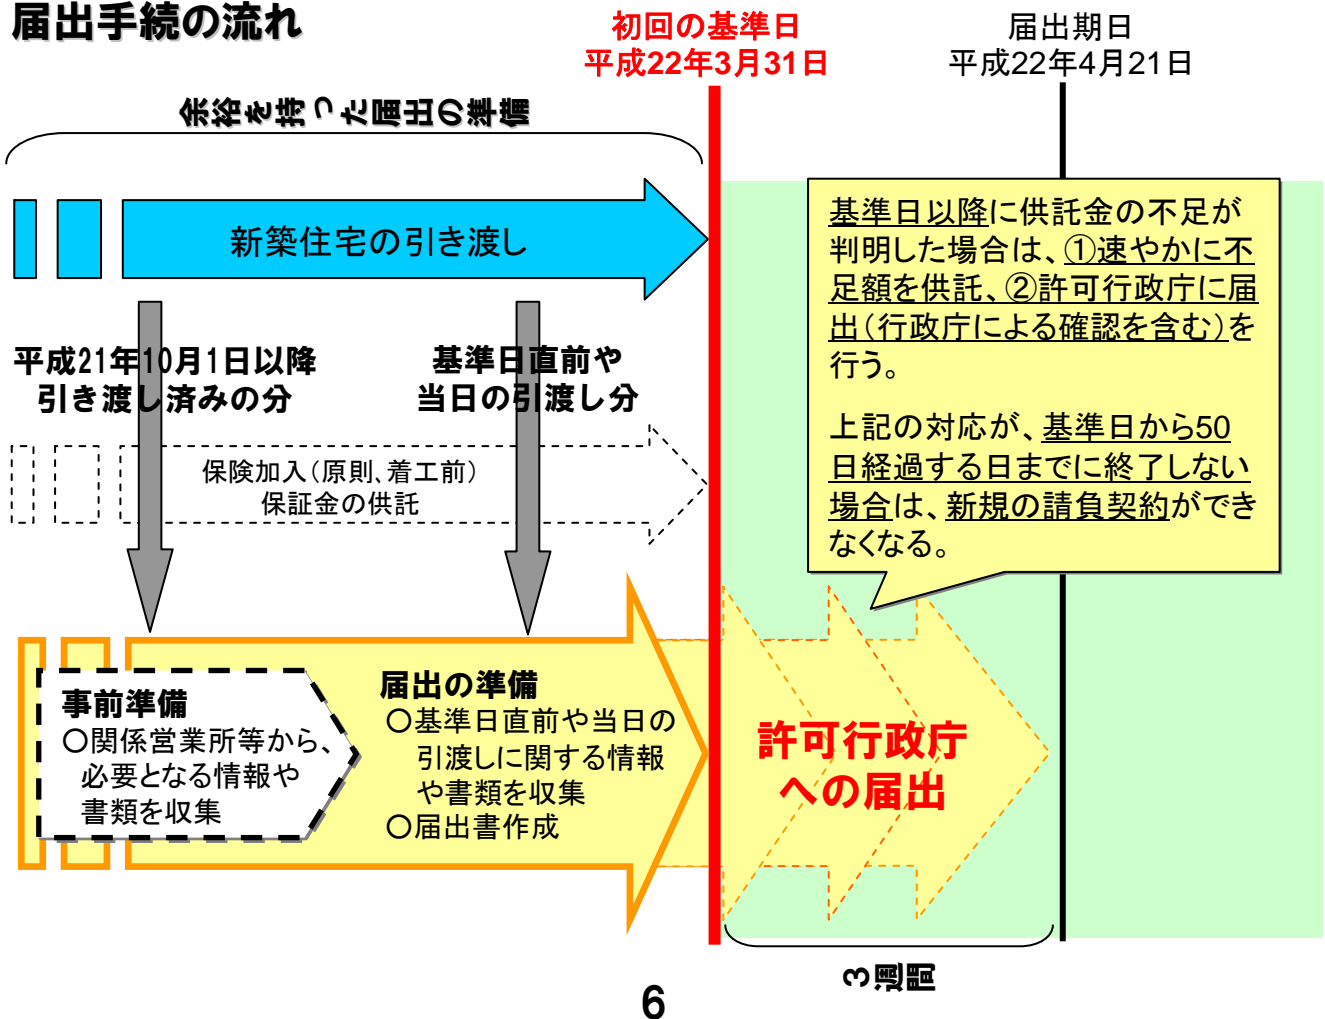 届出手続の流れ
初回の基準日
平成22年3月31日
届出期日
平成22年4月21日
余裕を持った届出の準備
新築住宅の引き渡し
基準日以降に供託金の不足が
判明した場合は、①速やかに不
足額を供託、②許可行政庁に届
出(行政庁による確認を含む)を
行う。
上記の対応が、基準日から50
日経過する日までに終了しない
場合は、新規の請負契約ができ
なくなる。
平成21年10月1日以降
引き渡し済みの分
基準日直前や
当日の引渡し分
保険加入(原則、着工前)
保証金の供託
事前準備
○関係営業所等から、
必要となる情報や
書類を収集
届出の準備
○基準日直前や当日の
引渡しに関する情報
や書類を収集
○届出書作成
許可行政庁
への届出
3週間
6